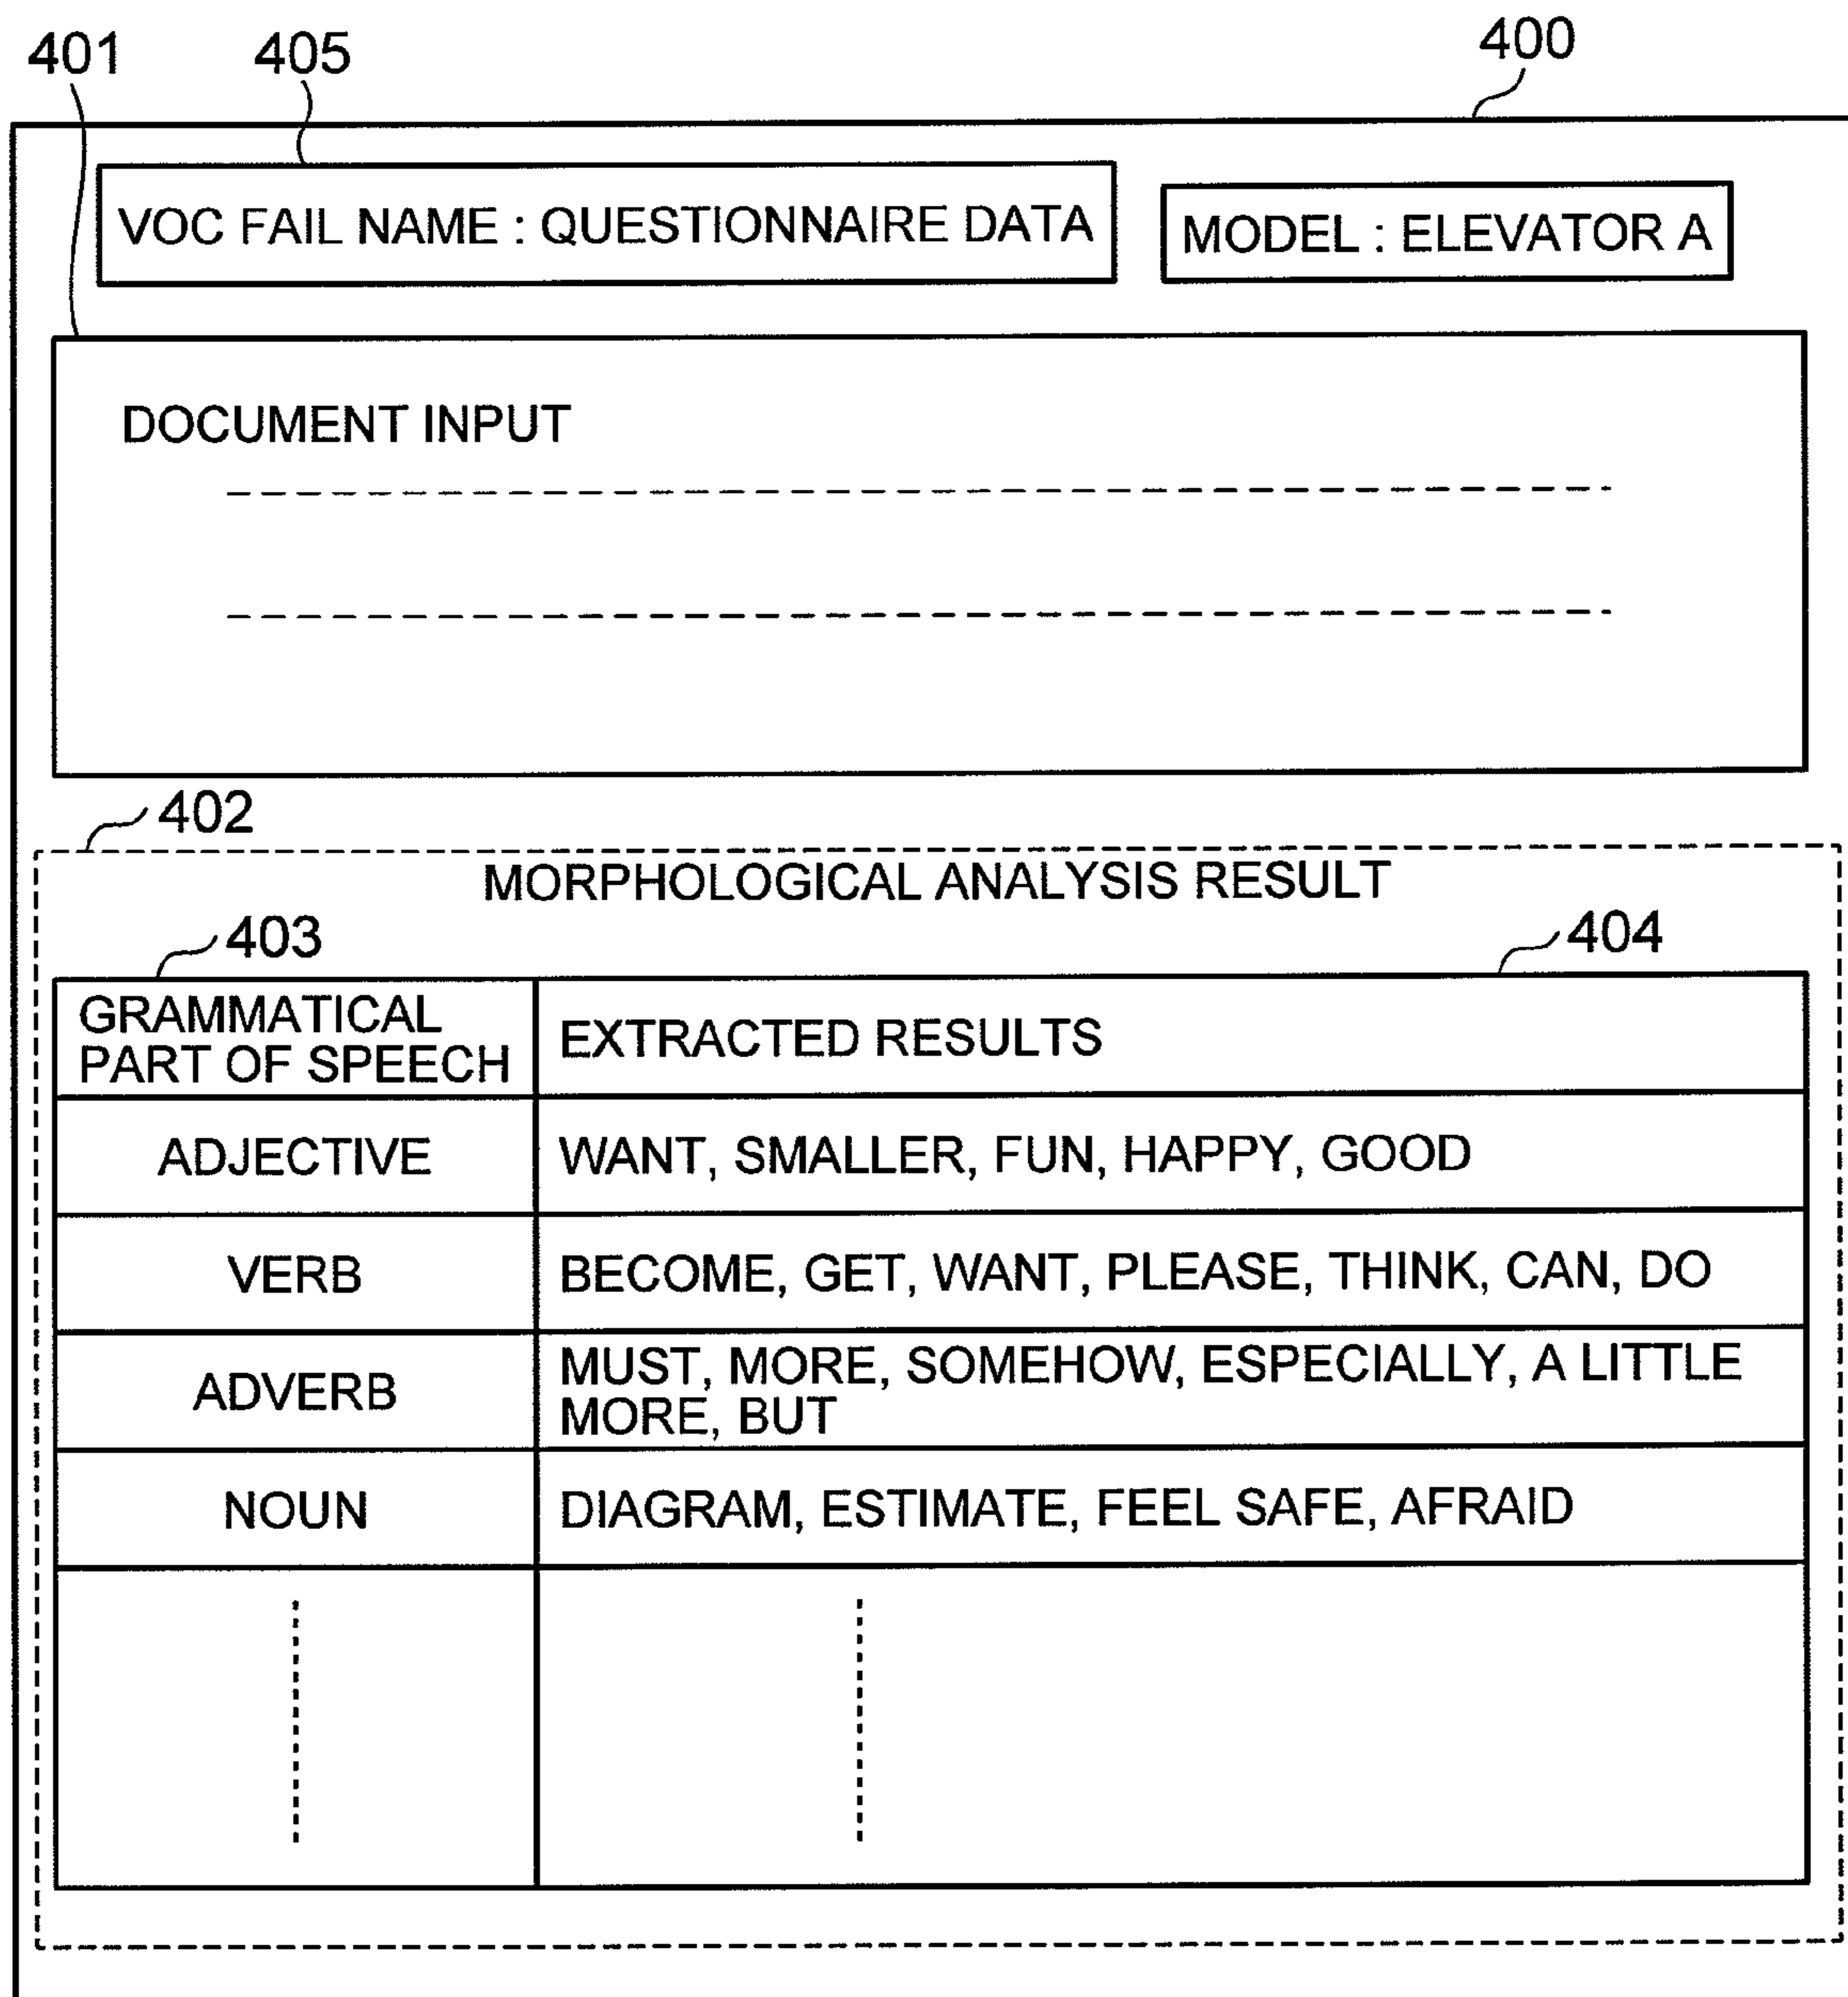 401 405 400
VOC FAIL NAME : QUESTIONNAIRE DATA
MODEL : ELEVATOR A
DOCUMENT INPUT
402
MORPHOLOGICAL ANALYSIS RESULT
403 404
GRAMMATICAL
PART OF SPEECH
EXTRACTED RESULTS
ADJECTIVE
WANT, SMALLER, FUN, HAPPY, GOOD
VERB
BECOME, GET, WANT, PLEASE, THINK, CAN, DO
ADVERB
MUST, MORE, SOMEHOW, ESPECIALLY, A LITTLE
MORE, BUT
NOUN
DIAGRAM, ESTIMATE, FEEL SAFE, AFRAID